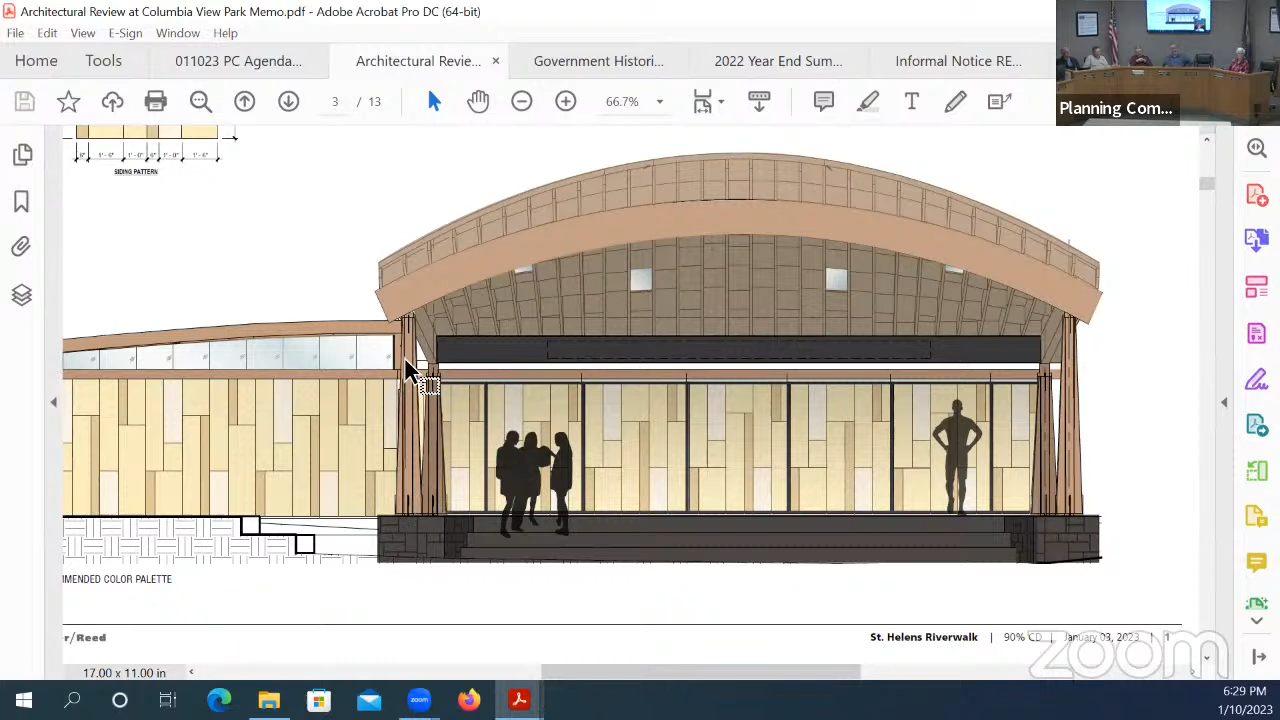 Architectural Review at Columbia View Park Memo.pdf - Adobe Acrobat Pro DC (64-bit)
File Edit View E-Sign Window Help
Home Tools 011023 PC Agenda... Architectural Revie... × Government Histori... 2022 Year End Sum... Informal Notice RE...
3 / 13 66.7%
Planning Com...
SIDING PATTERN
MMENDED COLOR PALETTE
r/Reed
St. Helens Riverwalk | 90% CD | January 03, 2023 | 1
zoom
17.00 x 11.00 in
zoom
6:29 PM
1/10/2023